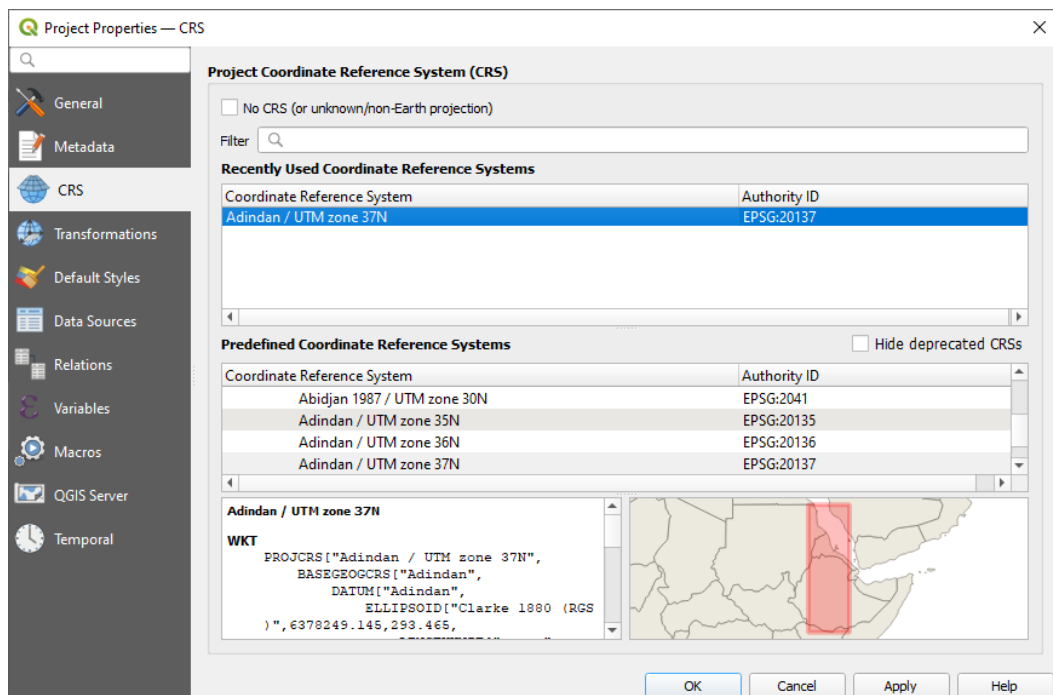 Project Properties — CRS
General
Metadata
CRS
Transformations
Default Styles
Data Sources
Relations
Variables
Macros
QGIS Server
Temporal
Project Coordinate Reference System (CRS)
No CRS (or unknown/non-Earth projection)
Filter
Recently Used Coordinate Reference Systems
Coordinate Reference System Authority ID
Adindan / UTM zone 37N EPSG:20137
Predefined Coordinate Reference Systems Hide deprecated CRSs
Coordinate Reference System Authority ID
Abidjan 1987 / UTM zone 30N EPSG:2041
Adindan / UTM zone 35N EPSG:20135
Adindan / UTM zone 36N EPSG:20136
Adindan / UTM zone 37N EPSG:20137
Adindan / UTM zone 37N
WKT
PROJCRS["Adindan / UTM zone 37N",
BASEGEOGCRS["Adindan",
DATUM["Adindan",
ELLIPSOID["Clarke 1880 (RGS
)",6378249.145,293.465,
OK Cancel Apply Help